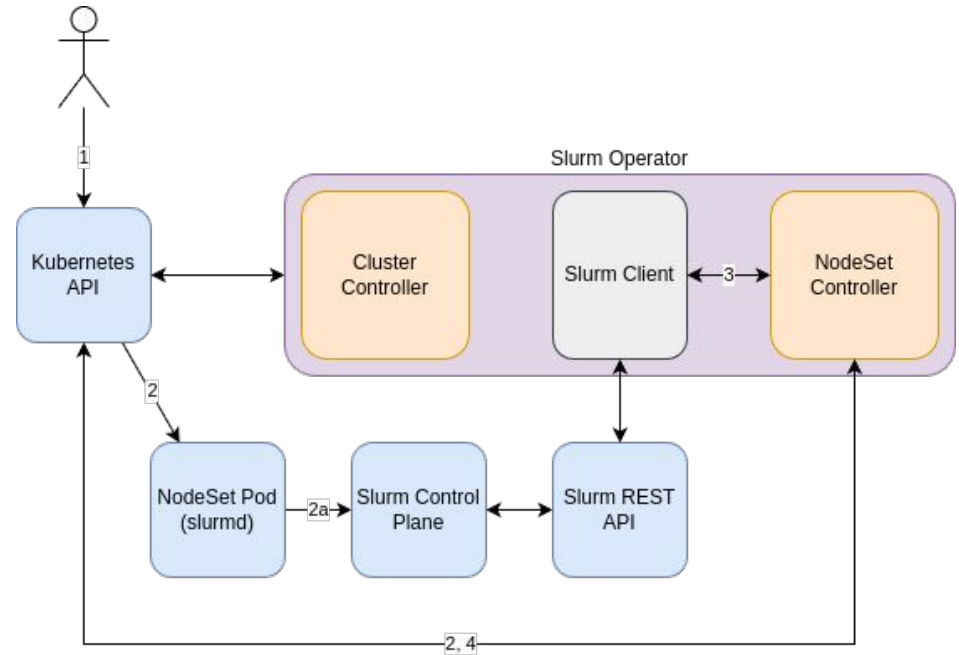 1
Slurm Operator
Kubernetes
API
Cluster
Controller
Slurm Client
3
NodeSet
Controller
2
NodeSet Pod
(slurmd)
2a
Slurm Control
Plane
Slurm REST
API
2, 4